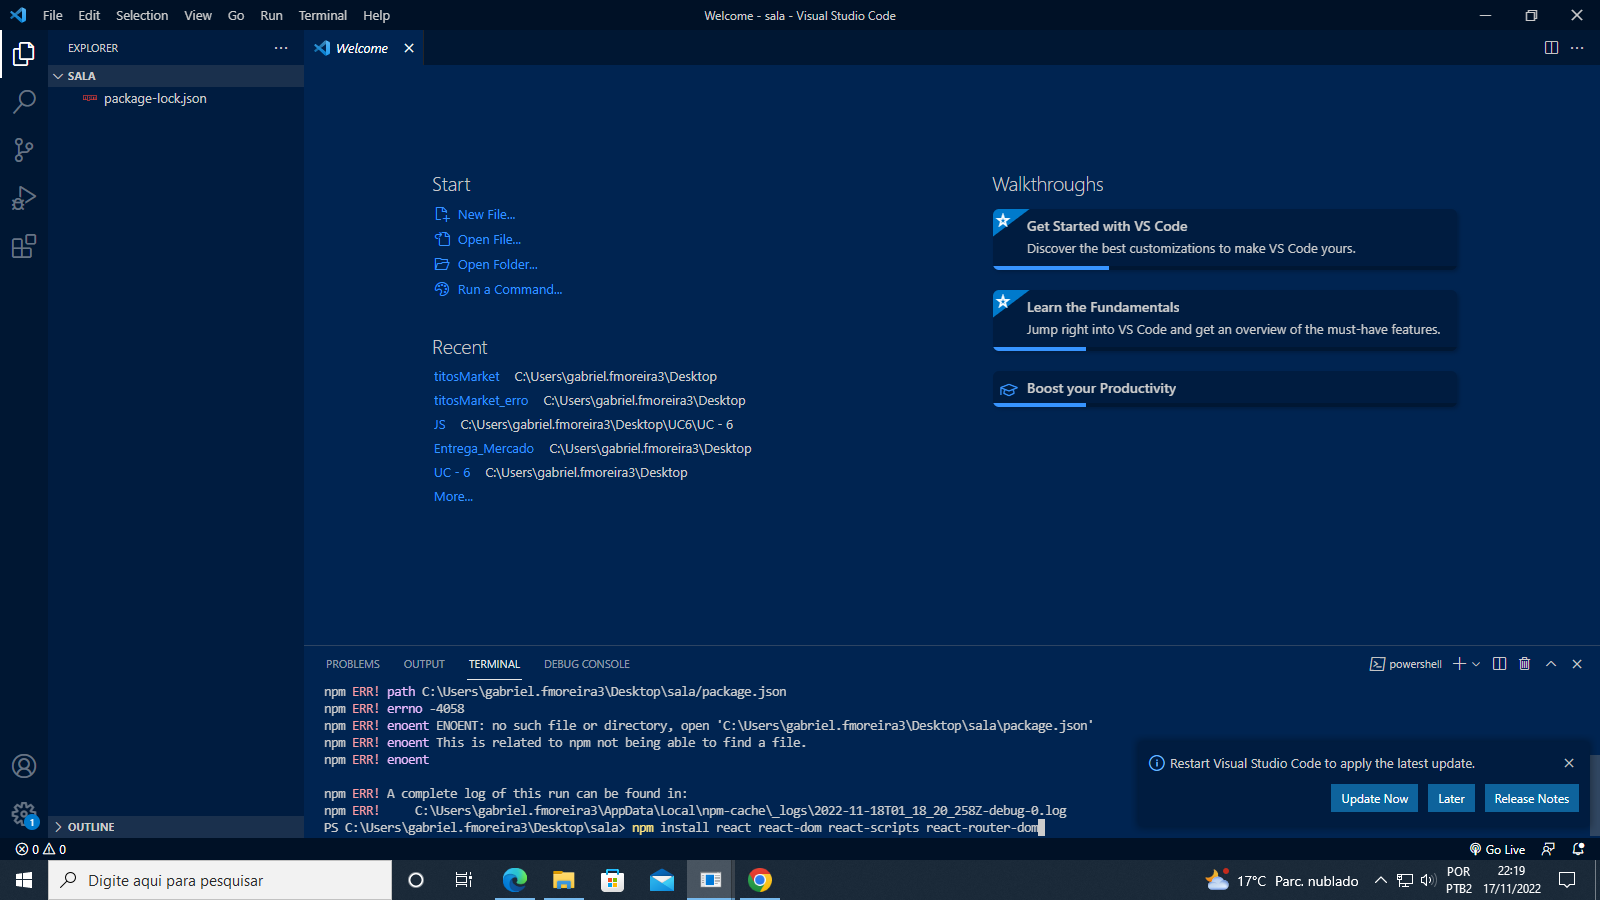 File Edit Selection View Go Run Terminal Help
Welcome - sala - Visual Studio Code
EXPLORER
Welcome
SALA
package-lock.json
Start
New File...
Open File...
Open Folder...
Run a Command...
Recent
titosMarket C:\Users\gabriel.fmoreira3\Desktop
titosMarket_erro C:\Users\gabriel.fmoreira3\Desktop
JS C:\Users\gabriel.fmoreira3\Desktop\UC6\UC - 6
Entrega_Mercado C:\Users\gabriel.fmoreira3\Desktop
UC - 6 C:\Users\gabriel.fmoreira3\Desktop
More...
Walkthroughs
Get Started with VS Code
Discover the best customizations to make VS Code yours.
Learn the Fundamentals
Jump right into VS Code and get an overview of the must-have features.
Boost your Productivity
PROBLEMS OUTPUT TERMINAL DEBUG CONSOLE
powershell
npm ERR! path C:\Users\gabriel.fmoreira3\Desktop\sala/package.json
npm ERR! errno -4058
npm ERR! enoent ENOENT: no such file or directory, open 'C:\Users\gabriel.fmoreira3\Desktop\sala\package.json'
npm ERR! enoent This is related to npm not being able to find a file.
npm ERR! enoent
npm ERR! A complete log of this run can be found in:
npm ERR!     C:\Users\gabriel.fmoreira3\AppData\Local\npm-cache\_logs\2022-11-18T01_18_20_258Z-debug-0.log
PS C:\Users\gabriel.fmoreira3\Desktop\sala> npm install react react-dom react-scripts react-router-dom
Restart Visual Studio Code to apply the latest update.
Update Now Later Release Notes
1
OUTLINE
0 0
Go Live
Digite aqui para pesquisar
17°C Parc. nublado
POR
PTB2
22:19
17/11/2022